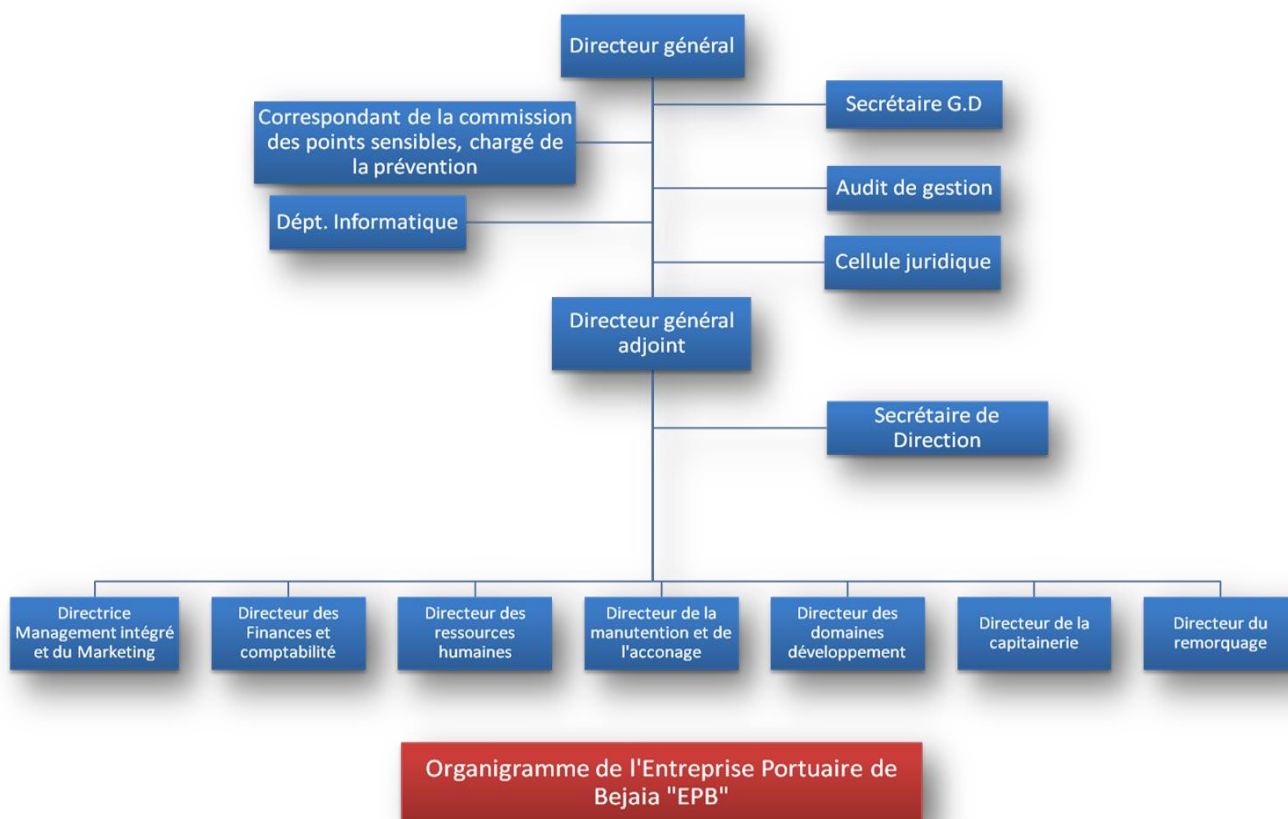 Directeur général
Secrétaire G.D
Correspondant de la commission
des points sensibles, chargé de
la prévention
Audit de gestion
Dépt. Informatique
Cellule juridique
Directeur général
adjoint
Secrétaire de
Direction
Directrice
Management intégré
et du Marketing
Directeur des
Finances et
comptabilité
Directeur des
ressources
humaines
Directeur de la
manutention et de
l'acconage
Directeur des
domaines
développement
Directeur de la
capitainerie
Directeur du
remorquage
Organigramme de l'Entreprise Portuaire de
Bejaia "EPB"